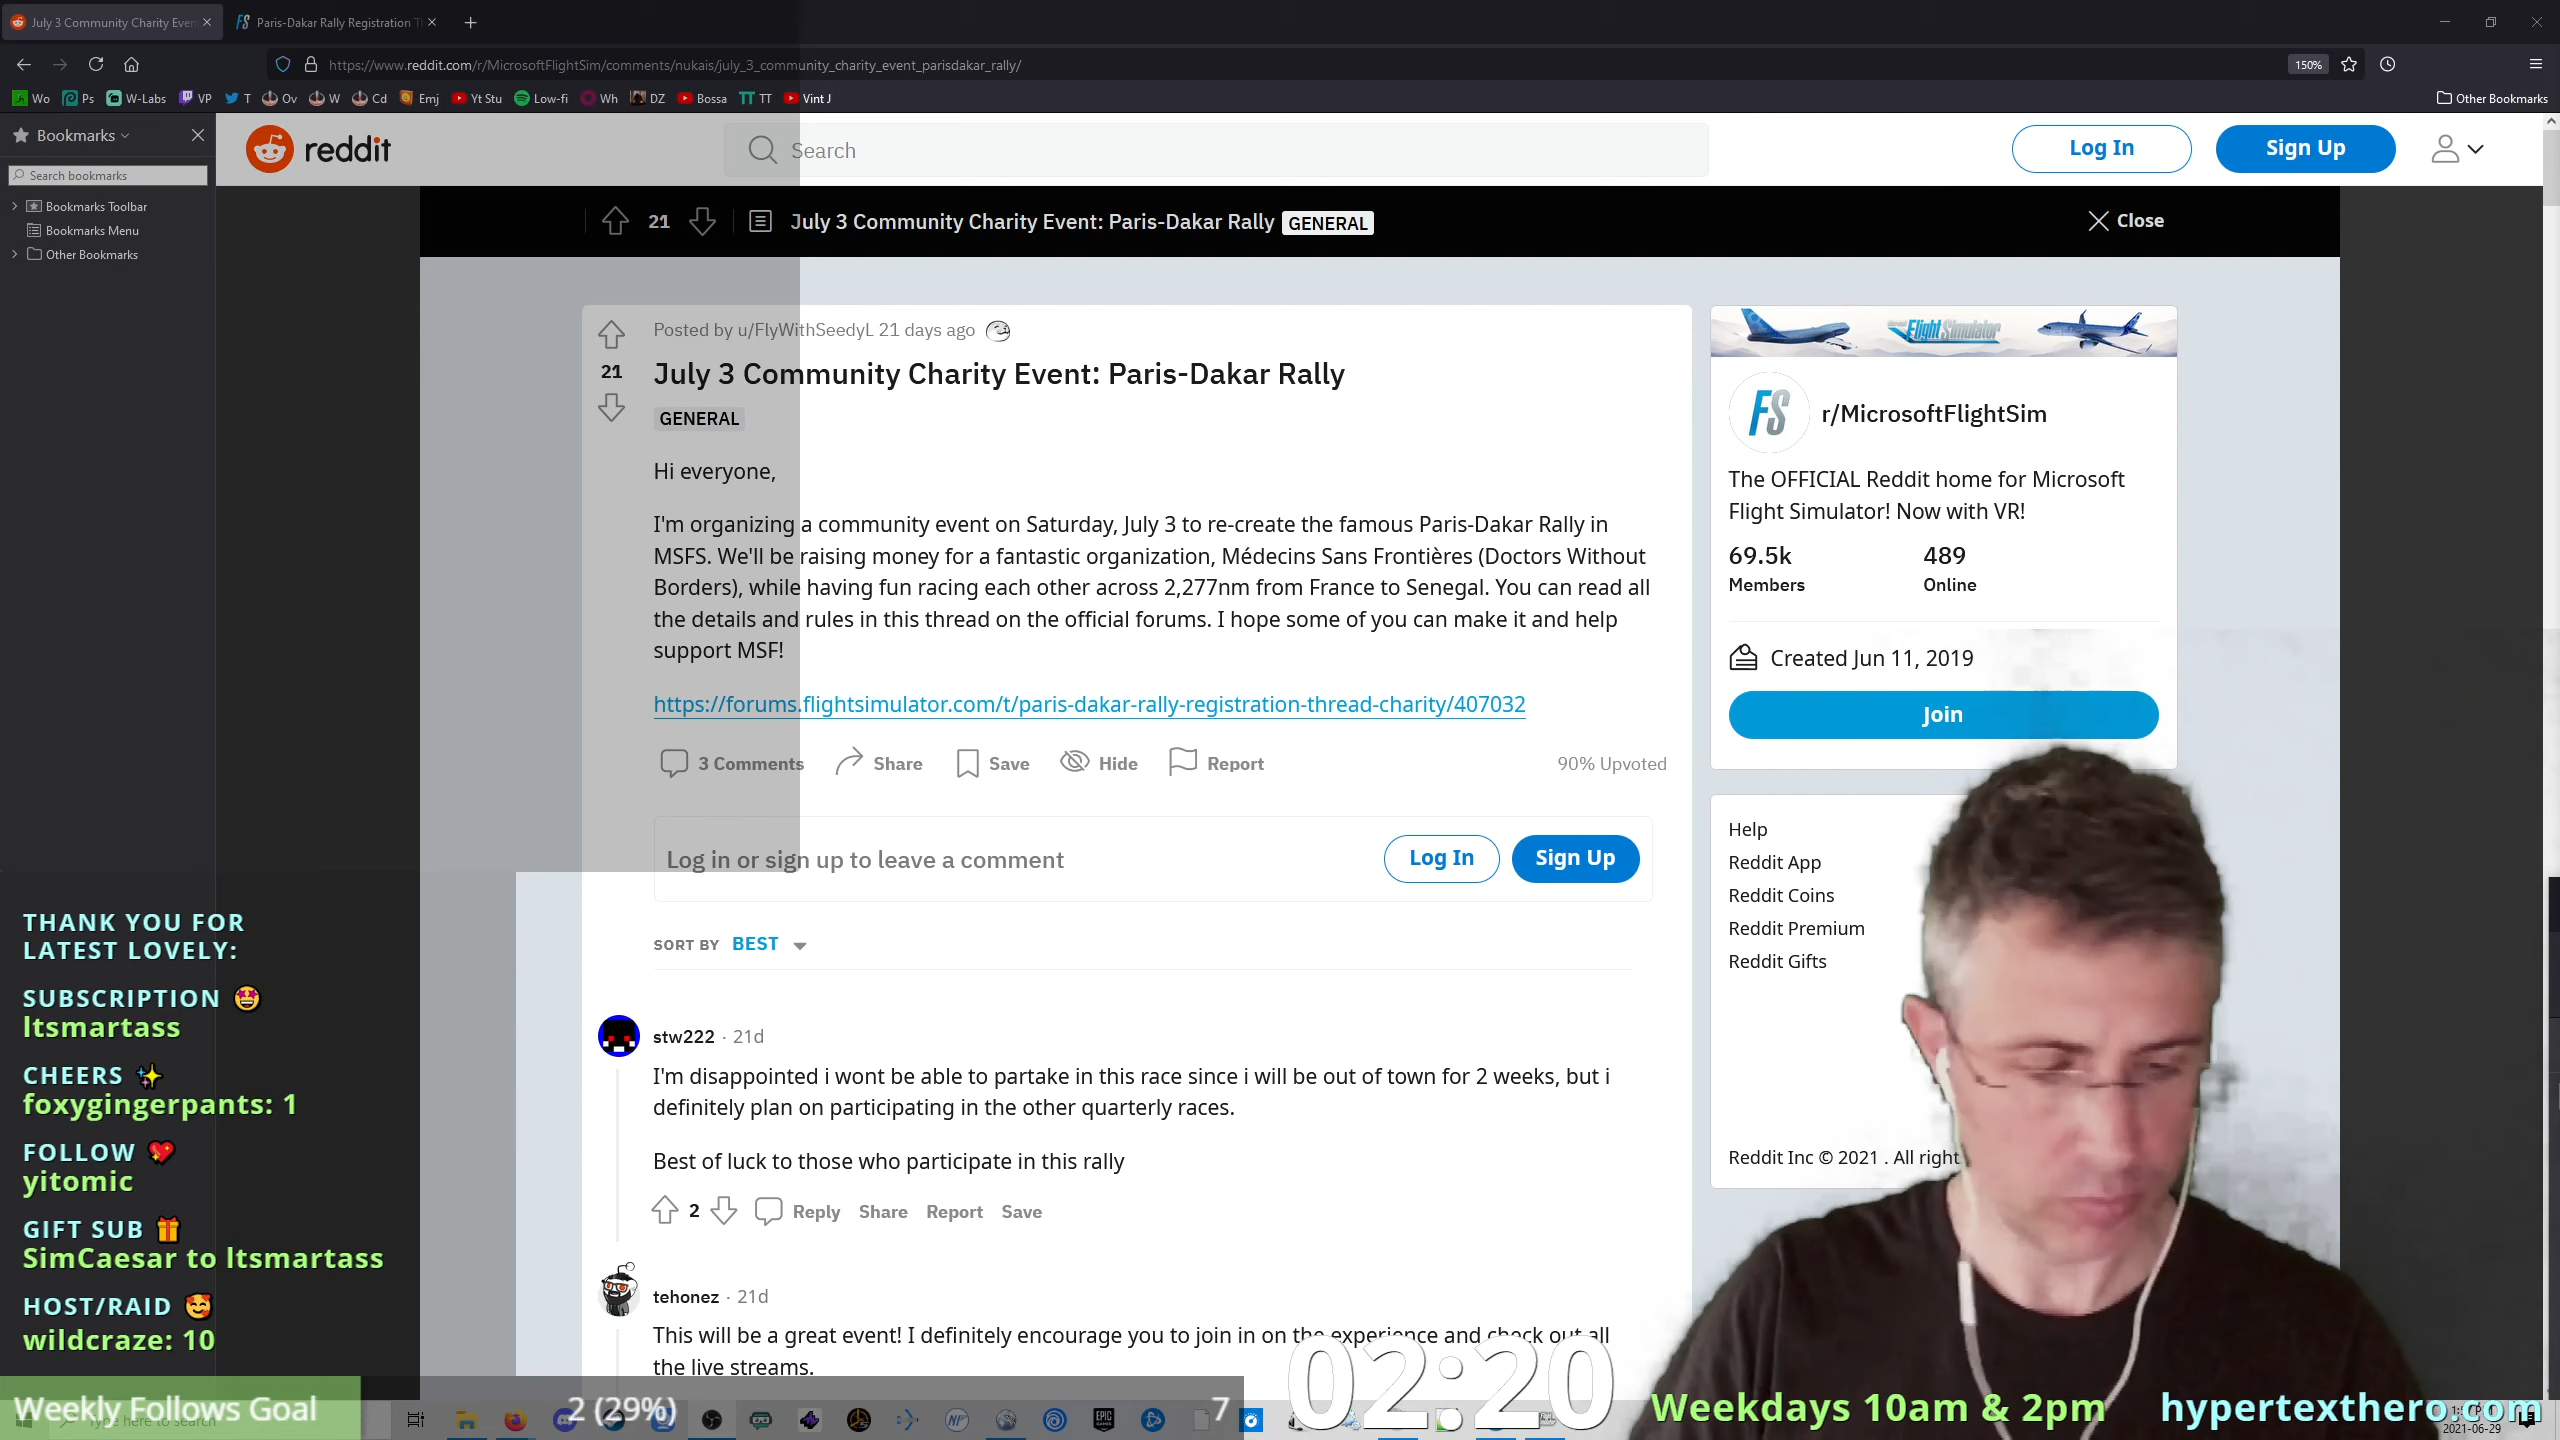 July 3 Community Charity Even
Paris-Dakar Rally Registration T
https://www.reddit.com/r/MicrosoftFlightSim/comments/nukais/july_3_community_charity_event_parisdakar_rally/
150%
Wo Ps W-Labs VP T Ov W Cd Emj Yt Stu Low-fi Wh DZ Bossa TT Vint J
Other Bookmarks
Bookmarks
Search bookmarks
Bookmarks Toolbar
Bookmarks Menu
Other Bookmarks
reddit
Search
Log In
Sign Up
21
July 3 Community Charity Event: Paris-Dakar Rally GENERAL
Close
Posted by u/FlyWithSeedyL 21 days ago
21
July 3 Community Charity Event: Paris-Dakar Rally
GENERAL
Hi everyone,
I'm organizing a community event on Saturday, July 3 to re-create the famous Paris-Dakar Rally in
MSFS. We'll be raising money for a fantastic organization, Médecins Sans Frontières (Doctors Without
Borders), while having fun racing each other across 2,277nm from France to Senegal. You can read all
the details and rules in this thread on the official forums. I hope some of you can make it and help
support MSF!
https://forums.flightsimulator.com/t/paris-dakar-rally-registration-thread-charity/407032
3 Comments Share Save Hide Report
90% Upvoted
Log in or sign up to leave a comment
Log In
Sign Up
SORT BY BEST
stw222 · 21d
I'm disappointed i wont be able to partake in this race since i will be out of town for 2 weeks, but i
definitely plan on participating in the other quarterly races.
Best of luck to those who participate in this rally
2 Reply Share Report Save
tehonez · 21d
This will be a great event! I definitely encourage you to join in on the experience and check out all
the live streams.
Flight Simulator
FS
r/MicrosoftFlightSim
The OFFICIAL Reddit home for Microsoft
Flight Simulator! Now with VR!
69.5k
Members
489
Online
Created Jun 11, 2019
Join
Help
Reddit App
Reddit Coins
Reddit Premium
Reddit Gifts
Reddit Inc © 2021 . All right
THANK YOU FOR
LATEST LOVELY:
SUBSCRIPTION 🤩
ltsmartass
CHEERS ✨
foxygingerpants: 1
FOLLOW 💖
yitomic
GIFT SUB 🎁
SimCaesar to ltsmartass
HOST/RAID 🥰
wildcraze: 10
Weekly Follows Goal
2 (29%)
7
Type here to search
02:20
Weekdays 10am & 2pm
hypertexthero.com
2021-06-29